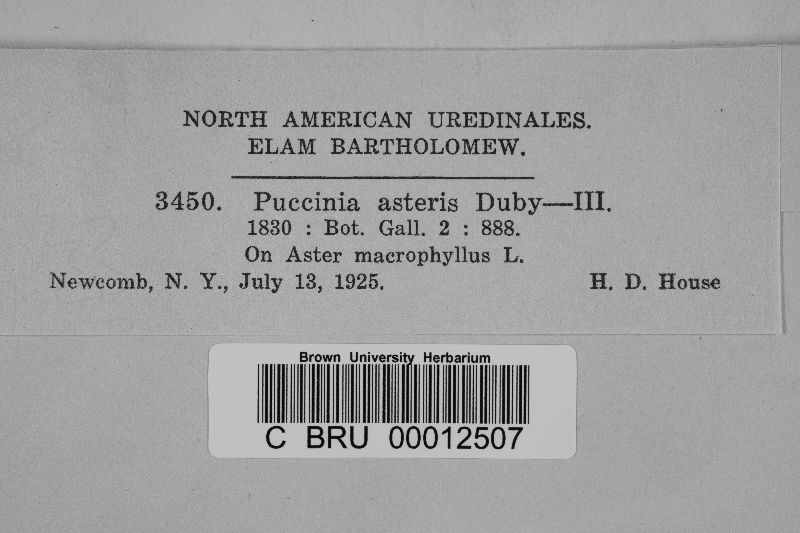 NORTH AMERICAN UREDINALES.
ELAM BARTHOLOMEW.
3450. Puccinia asteris Duby—III.
1830 : Bot. Gall. 2 : 888.
On Aster macrophyllus L.
Newcomb, N. Y., July 13, 1925. H. D. House
Brown University Herbarium
C BRU 00012507